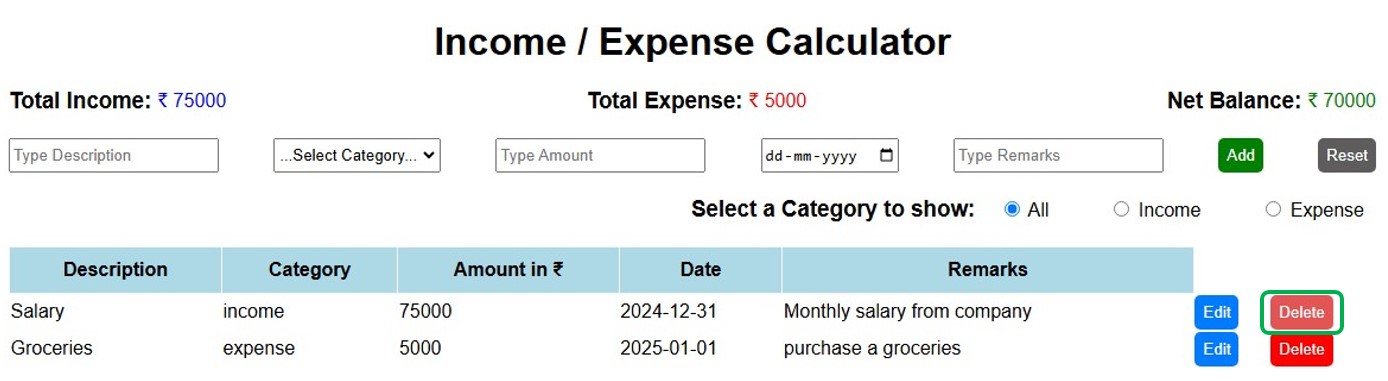 Income / Expense Calculator
Total Income: ₹ 75000 Total Expense: ₹ 5000 Net Balance: ₹ 70000
Type Description ...Select Category... Type Amount dd-mm-yyyy Type Remarks Add Reset
Select a Category to show: All Income Expense
Description Category Amount in ₹ Date Remarks
Salary income 75000 2024-12-31 Monthly salary from company Edit Delete
Groceries expense 5000 2025-01-01 purchase a groceries Edit Delete